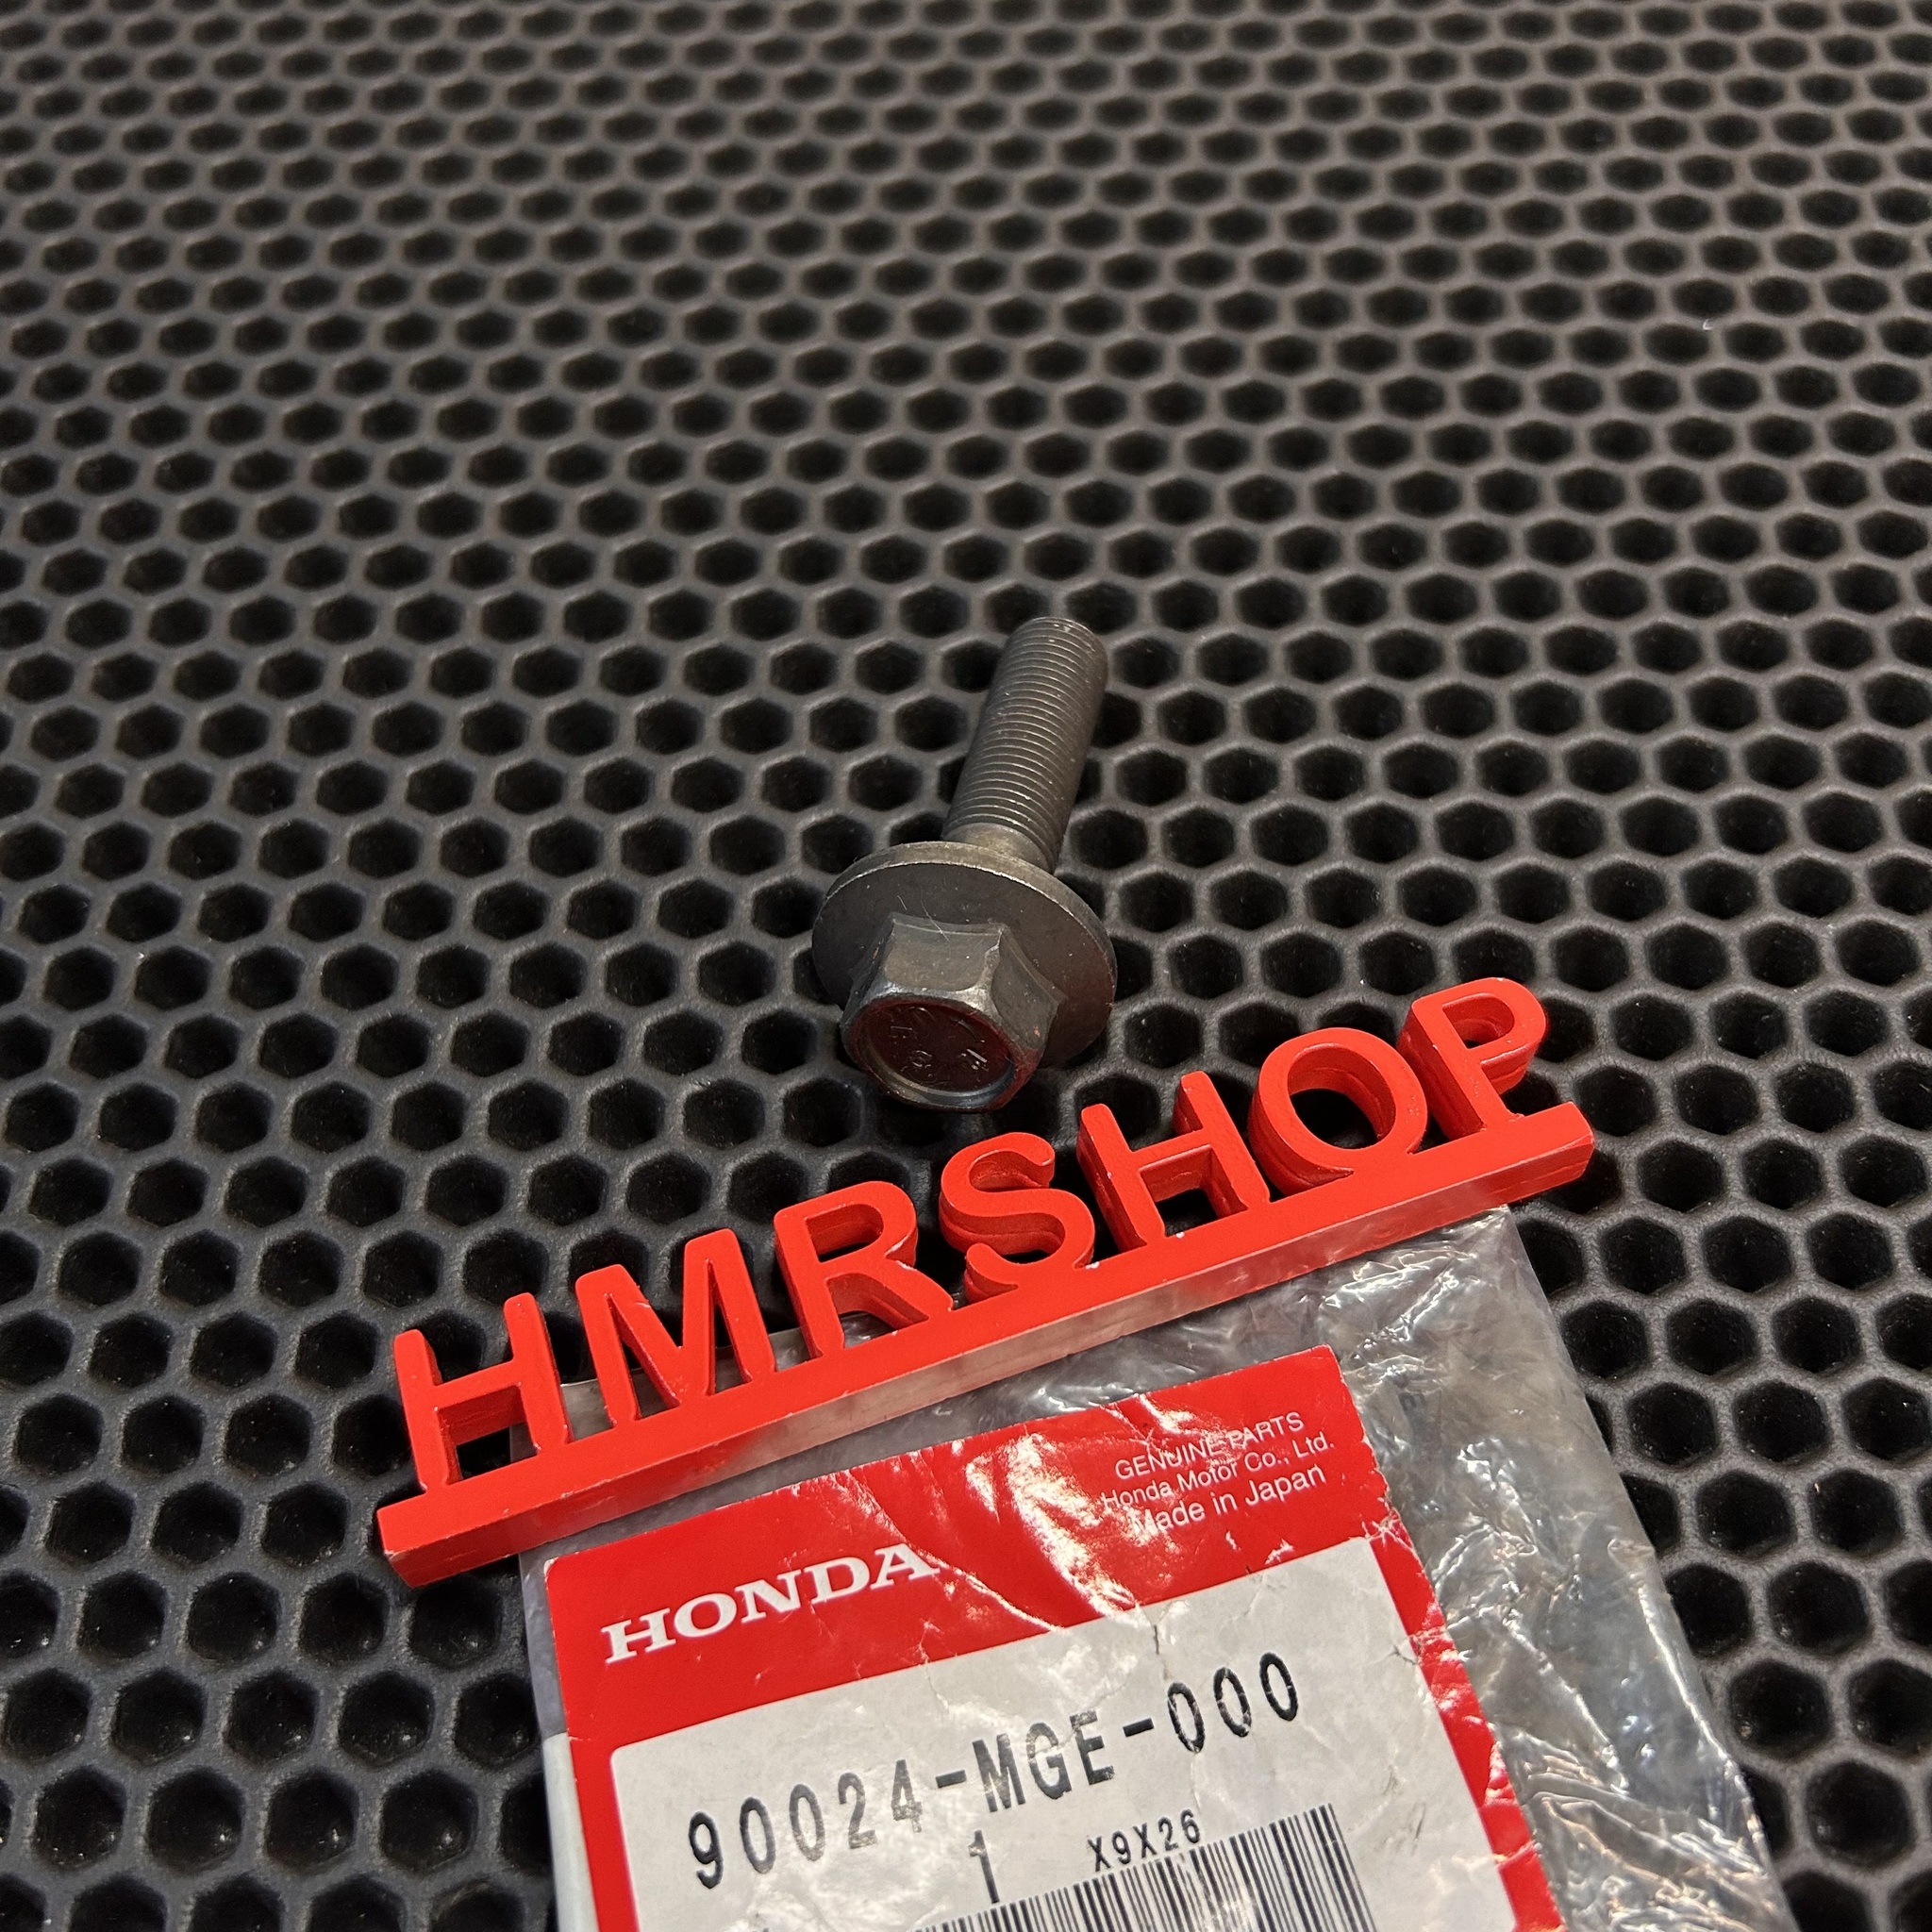 HMRSHOP
GENUINE PARTS
Honda Motor Co., Ltd.
Made in Japan
HONDA
90024-MGE-000
1 X9X26